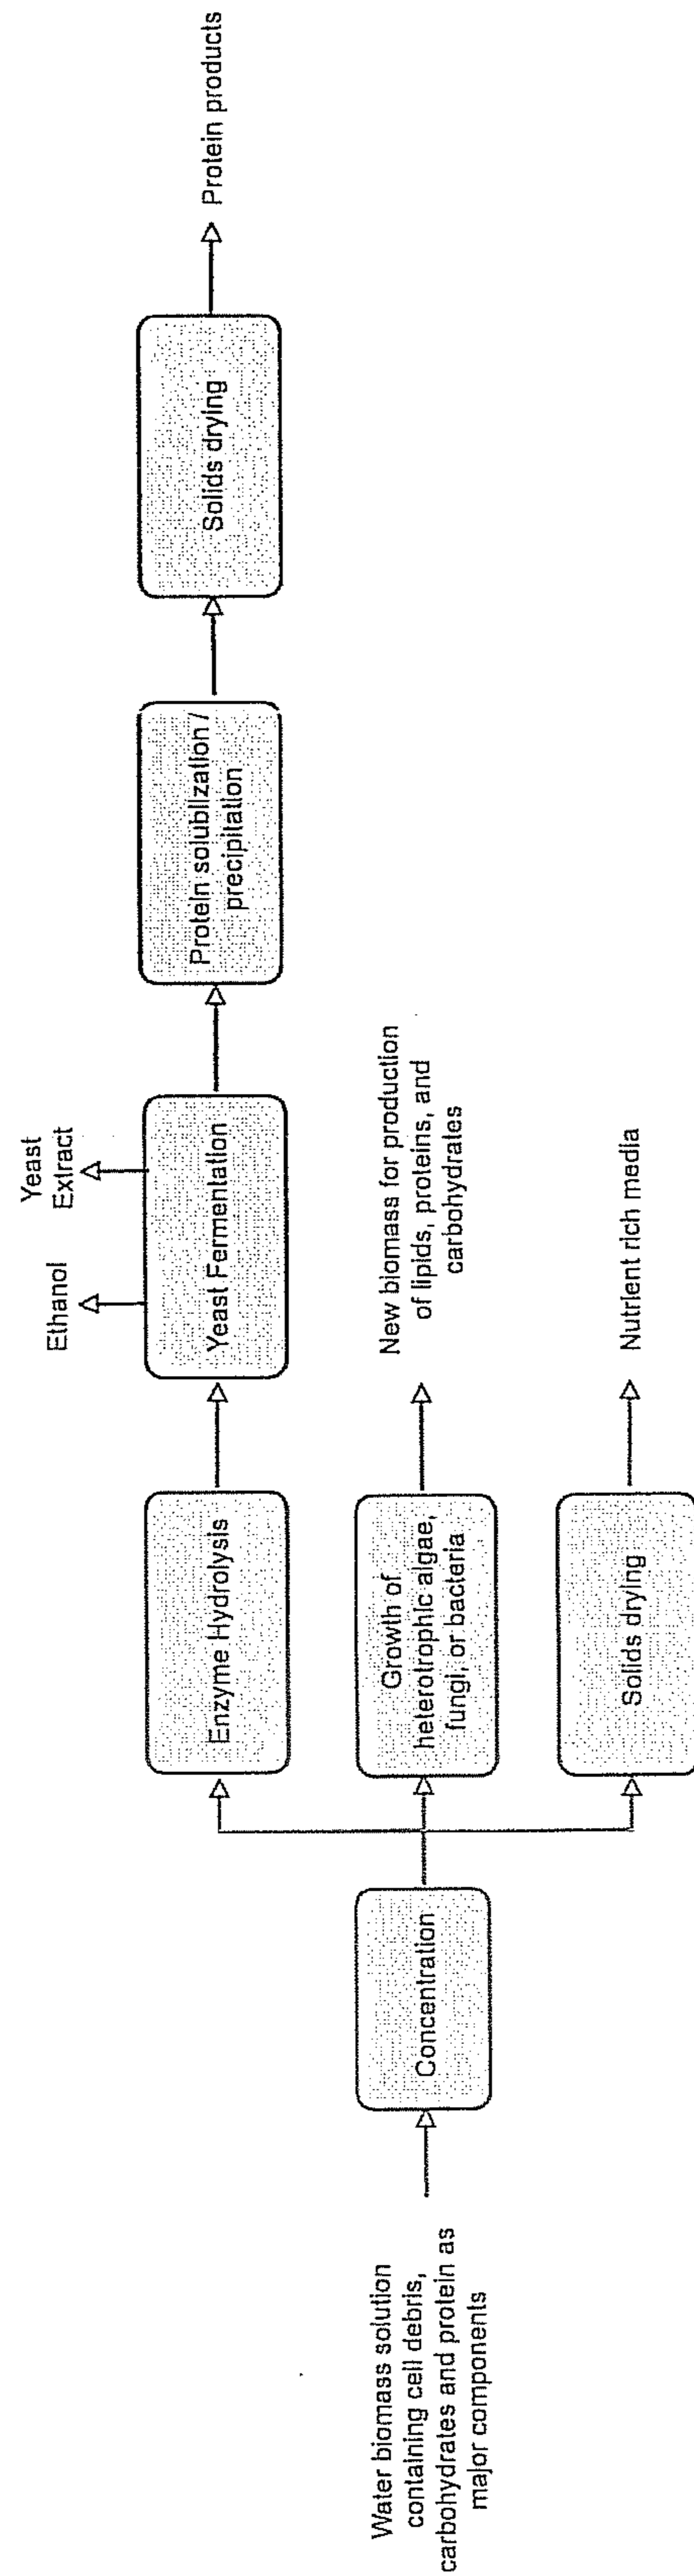 Water biomass solution
containing cell debris,
carbohydrates and protein as
major components
Concentration
Enzyme Hydrolysis
Yeast Fermentation
Ethanol
Yeast
Extract
Protein solublization /
precipitation
Solids drying
Protein products
Growth of
heterotrophic algae,
fungi, or bacteria
New biomass for production
of lipids, proteins, and
carbohydrates
Solids drying
Nutrient rich media